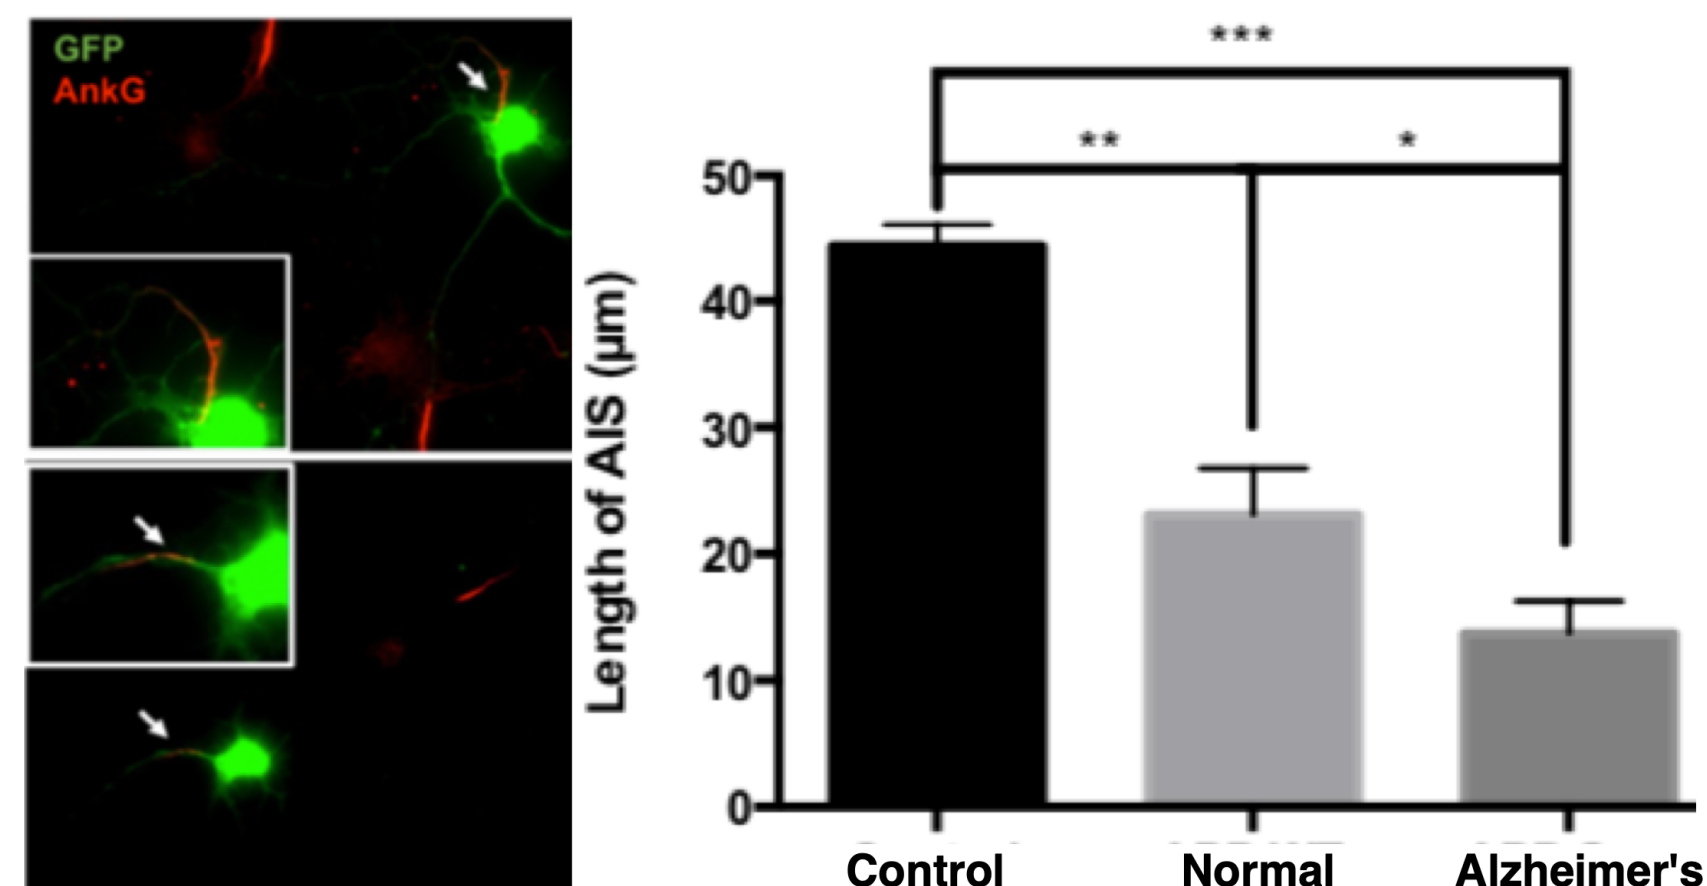 GFP
AnkG
***
**
*
Length of AIS (µm)
50
40
30
20
10
0
Control
Normal
Alzheimer's